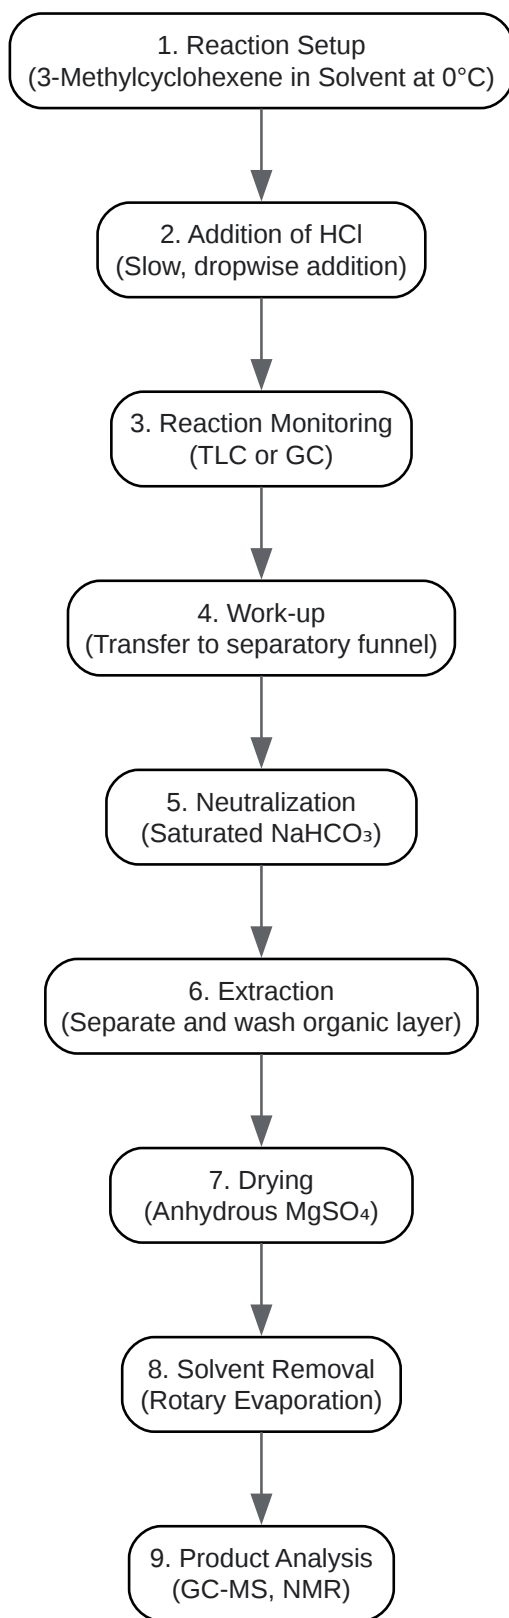 1. Reaction Setup
(3-Methylcyclohexene in Solvent at 0°C)
2. Addition of HCl
(Slow, dropwise addition)
3. Reaction Monitoring
(TLC or GC)
4. Work-up
(Transfer to separatory funnel)
5. Neutralization
(Saturated NaHCO₃)
6. Extraction
(Separate and wash organic layer)
7. Drying
(Anhydrous MgSO₄)
8. Solvent Removal
(Rotary Evaporation)
9. Product Analysis
(GC-MS, NMR)